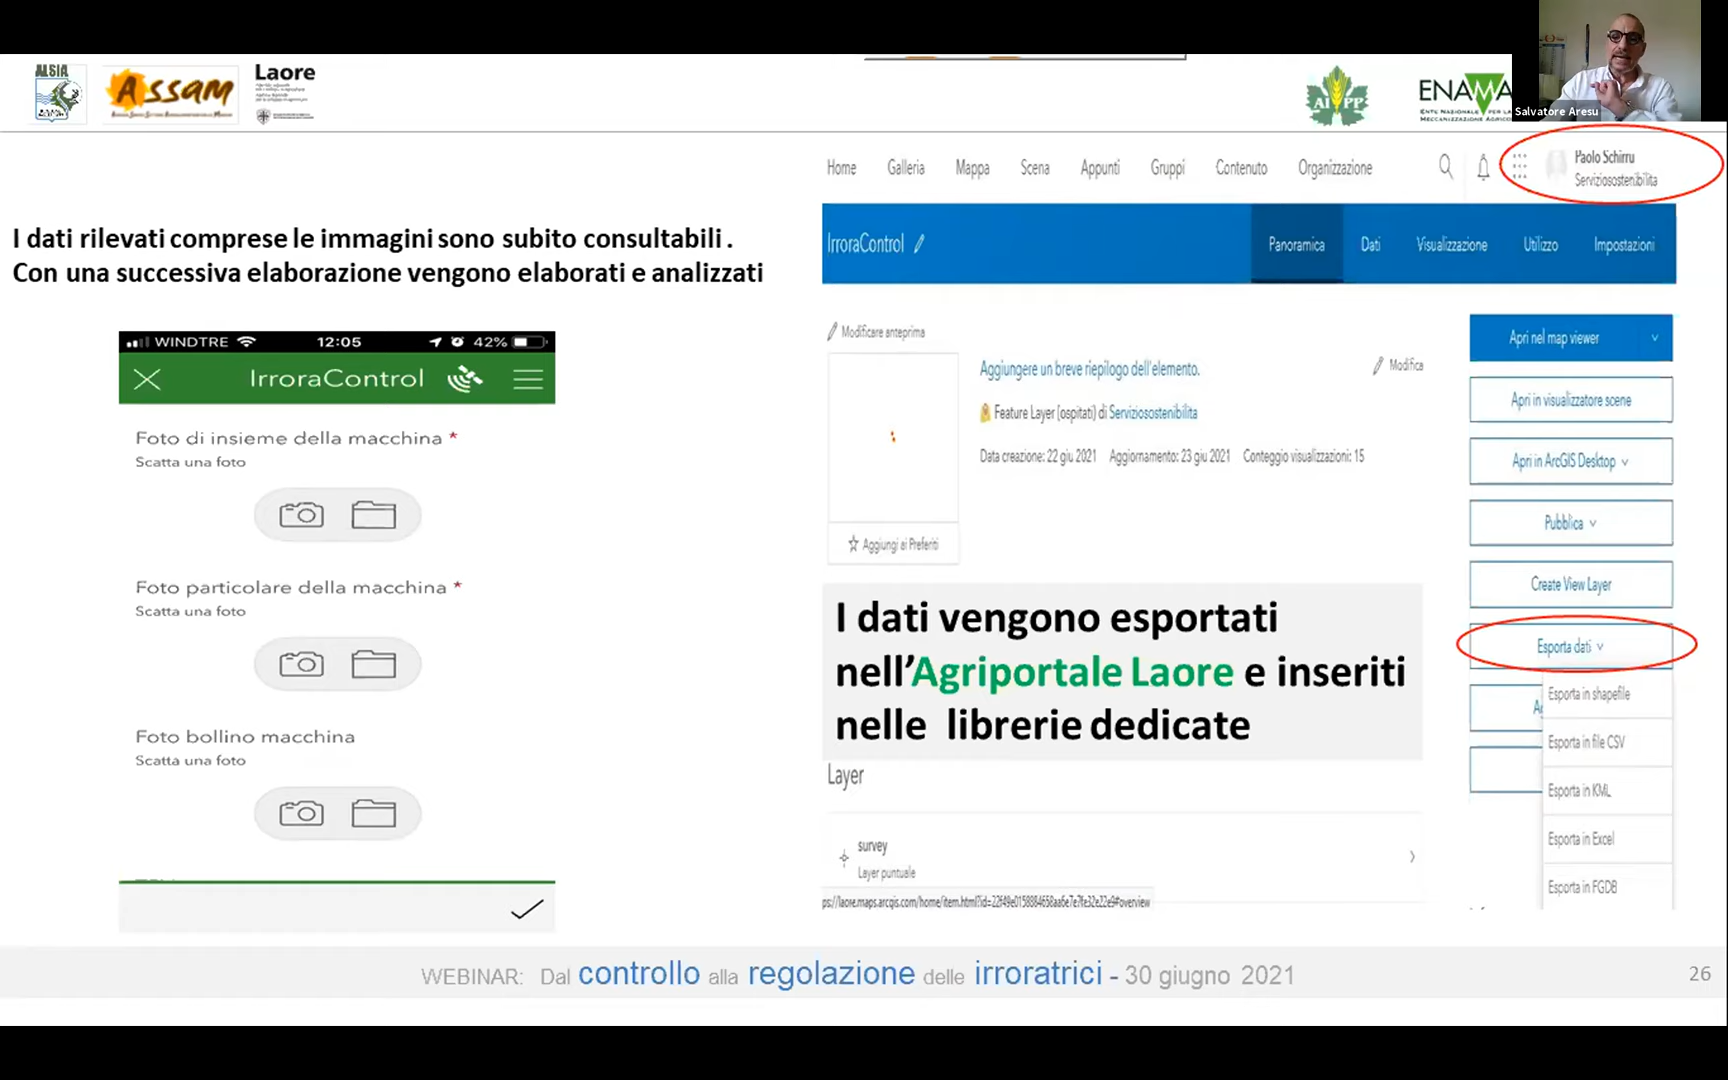 ALSIA
Assam
Laore
AIPP
ENAMA
Salvatore Aresu
I dati rilevati comprese le immagini sono subito consultabili .
Con una successiva elaborazione vengono elaborati e analizzati
WINDTRE 12:05 42%
IrroraControl
Foto di insieme della macchina *
Scatta una foto
Foto particolare della macchina *
Scatta una foto
Foto bollino macchina
Scatta una foto
Home Galleria Mappa Scena Appunti Gruppi Contenuto Organizzazione
Paolo Schirru
Serviziosostenibilita
IrroraControl Panoramica Dati Visualizzazione Utilizzo Impostazioni
Modificare anteprima
Aggiungere un breve riepilogo dell'elemento.
Modifica
Feature Layer (ospitati) di Serviziosostenibilita
Data creazione: 22 giu 2021 Aggiornamento: 23 giu 2021 Conteggio visualizzazioni: 15
Aggiungi ai Preferiti
I dati vengono esportati
nell'Agriportale Laore e inseriti
nelle librerie dedicate
Layer
survey
Layer puntuale
Apri nel map viewer
Apri in visualizzatore scene
Apri in ArcGIS Desktop
Pubblica
Create View Layer
Esporta dati
Esporta in shapefile
Esporta in file CSV
Esporta in KML
Esporta in Excel
Esporta in FGDB
WEBINAR: Dal controllo alla regolazione delle irroratrici - 30 giugno 2021
26